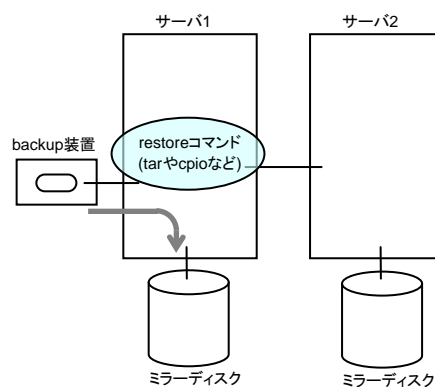 サーバ1
サーバ2
backup装置
restoreコマンド
(tarやcpioなど)
ミラーディスク
ミラーディスク